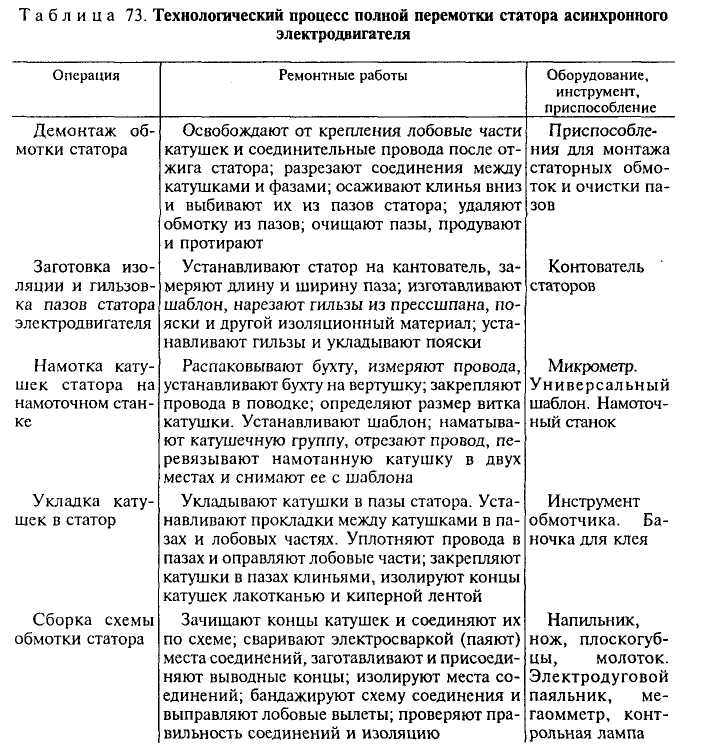 Таблица 73. Технологический процесс полной перемотки статора асинхронного
электродвигателя
Операция
Ремонтные работы
Оборудование,
инструмент,
приспособление
Демонтаж об-
мотки статора
Освобождают от крепления лобовые части
катушек и соединительные провода после от-
жига статора; разрезают соединения между
катушками и фазами; осаживают клинья вниз
и выбивают их из пазов статора; удаляют
обмотку из пазов; очищают пазы, продувают
и протирают
Приспособле-
ния для монтажа
статорных обмо-
ток и очистки па-
зов
Заготовка изо-
ляции и гильзов-
ка пазов статора
электродвигателя
Устанавливают статор на кантователь, за-
меряют длину и ширину паза; изготавливают
шаблон, нарезают гильзы из прессшпана, по-
яски и другой изоляционный материал; уста-
навливают гильзы и укладывают пояски
Контователь
статоров
Намотка кату-
шек статора на
намоточном стан-
ке
Распаковывают бухту, измеряют провода,
устанавливают бухту на вертушку; закрепляют
провода в поводке; определяют размер витка
катушки. Устанавливают шаблон; наматыва-
ют катушечную группу, отрезают провод, пе-
ревязывают намотанную катушку в двух
местах и снимают ее с шаблона
Микрометр.
Универсальный
шаблон. Намоточ-
ный станок
Укладка кату-
шек в статор
Укладывают катушки в пазы статора. Уста-
навливают прокладки между катушками в па-
зах и лобовых частях. Уплотняют провода в
пазах и оправляют лобовые части; закрепляют
катушки в пазах клиньями, изолируют концы
катушек лакотканью и киперной лентой
Инструмент
обмотчика. Ба-
ночка для клея
Сборка схемы
обмотки статора
Зачищают концы катушек и соединяют их
по схеме; сваривают электросваркой (паяют)
места соединений, заготавливают и присоеди-
няют выводные концы; изолируют места со-
единений; бандажируют схему соединения и
выправляют лобовые вылеты; проверяют пра-
вильность соединений и изоляцию
Напильник,
нож, плоскогуб-
цы, молоток.
Электродуговой
паяльник, ме-
гаомметр, конт-
рольная лампа